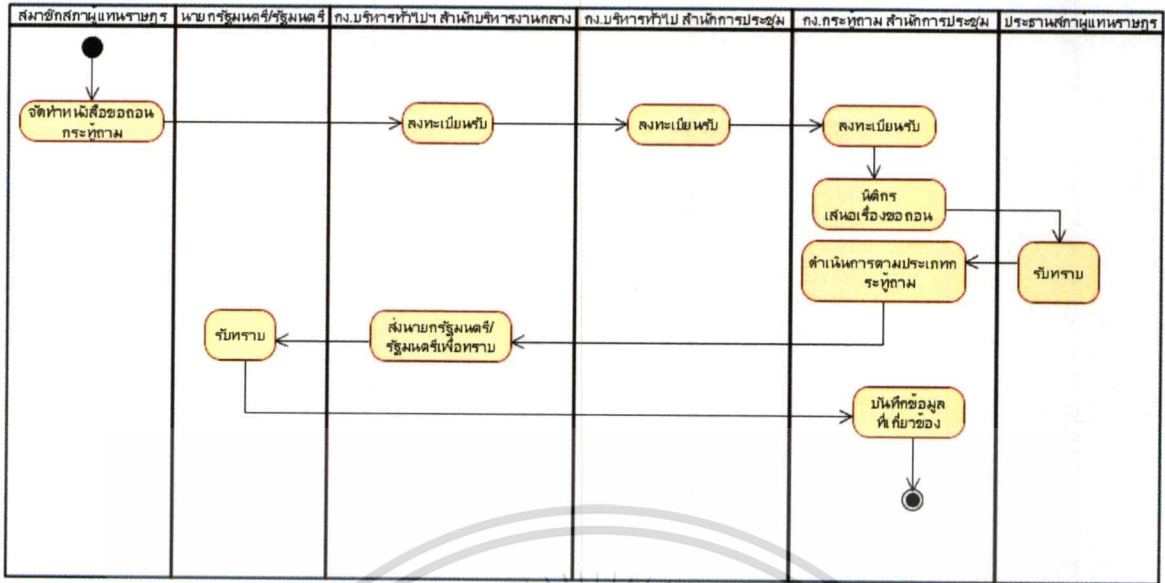 สมาชิกสภาผู้แทนราษฎร
นายกรัฐมนตรี/รัฐมนตรี
กง.บริหารทั่วไปฯ สำนักบริหารงานกลาง
กง.บริหารทั่วไป สำนักการประชุม
กง.กระทู้ถาม สำนักการประชุม
ประธานสภาผู้แทนราษฎร
จัดทำหนังสือขอถอน
กระทู้ถาม
ลงทะเบียนรับ
ลงทะเบียนรับ
ลงทะเบียนรับ
นิติกร
เสนอเรื่องขอถอน
รับทราบ
ดำเนินการตามประเภทก
ระทู้ถาม
ส่งนายกรัฐมนตรี/
รัฐมนตรีเพื่อทราบ
รับทราบ
บันทึกข้อมูล
ที่เกี่ยวข้อง